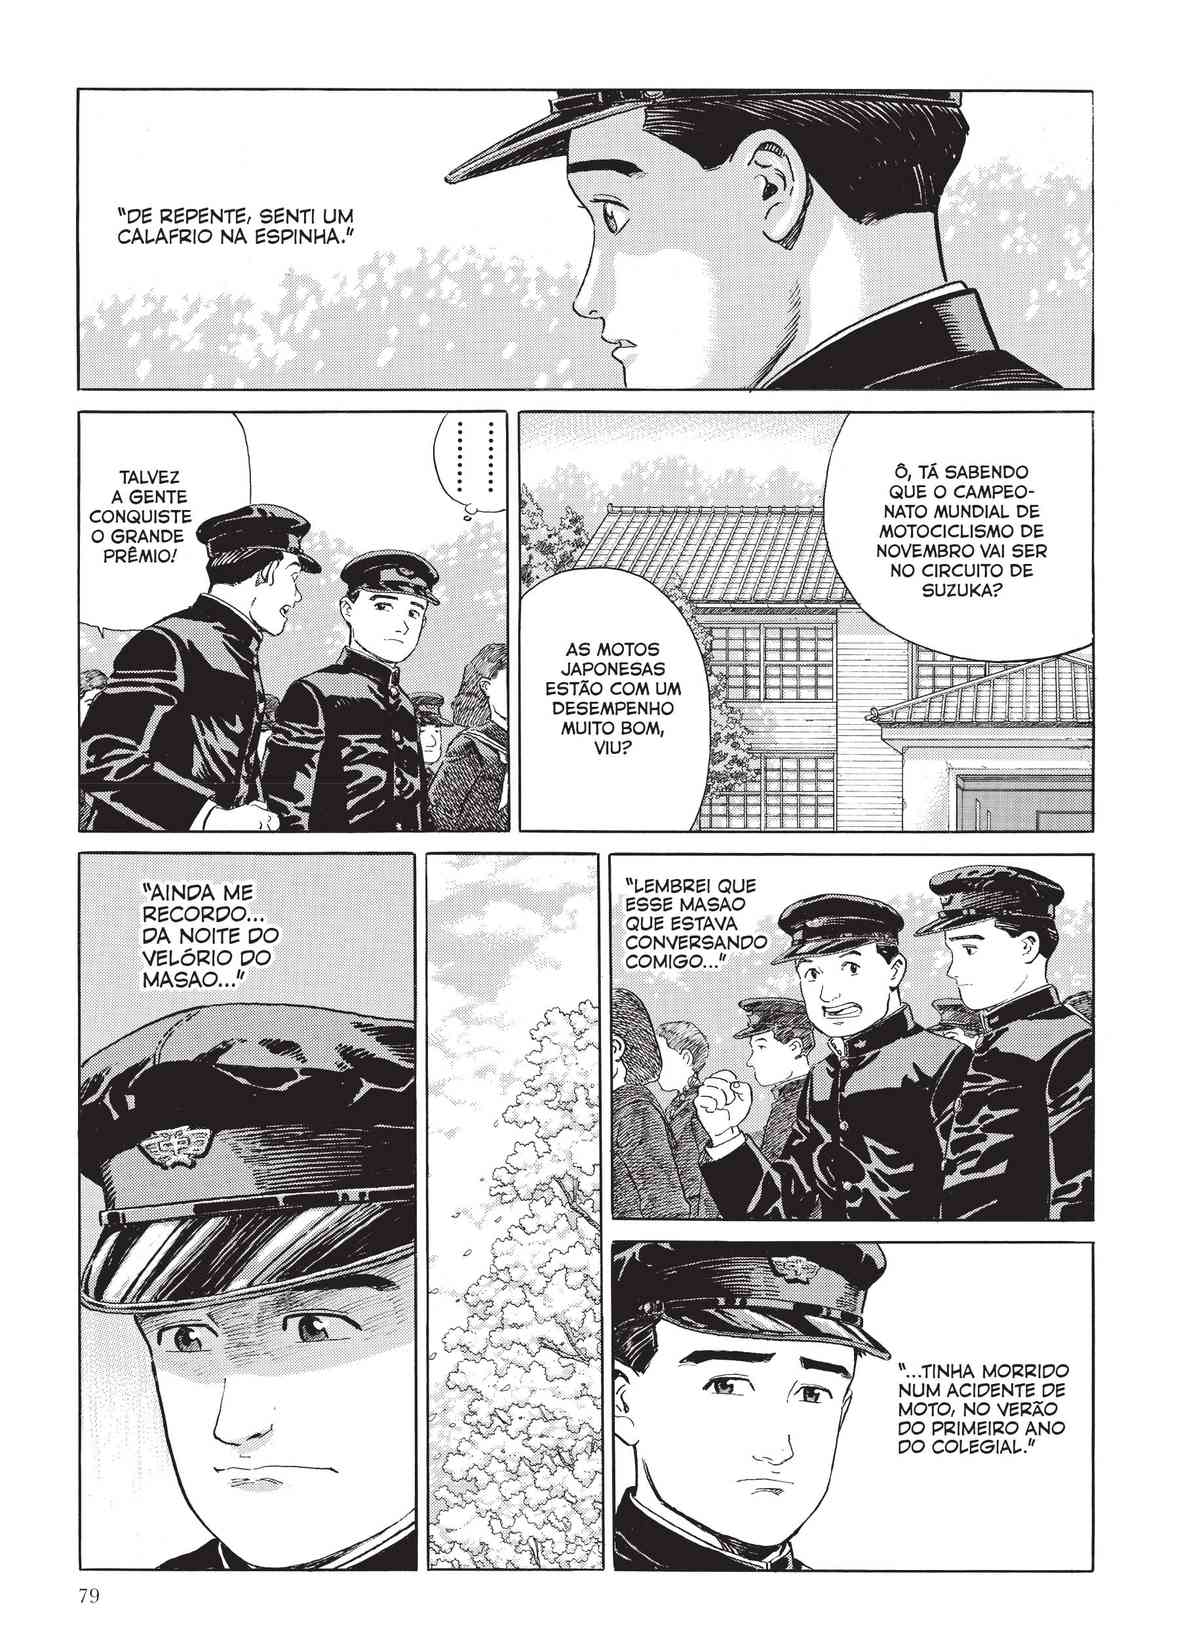 “DE REPENTE, SENTI UM
CALAFRIO NA ESPINHA.”
Ô, TÁ SABENDO
QUE O CAMPEO-
NATO MUNDIAL DE
MOTOCICLISMO DE
NOVEMBRO VAI SER
NO CIRCUITO DE
SUZUKA?
AS MOTOS
JAPONESAS
ESTÃO COM UM
DESEMPENHO
MUITO BOM,
VIU?
TALVEZ
A GENTE
CONQUISTE
O GRANDE
PRÊMIO!
“LEMBREI QUE
ESSE MASAO
QUE ESTAVA
CONVERSANDO
COMIGO...”
“...TINHA MORRIDO
NUM ACIDENTE DE
MOTO, NO VERÃO
DO PRIMEIRO ANO
DO COLEGIAL.”
“AINDA ME
RECORDO...
DA NOITE DO
VELÓRIO DO
MASAO...”
79